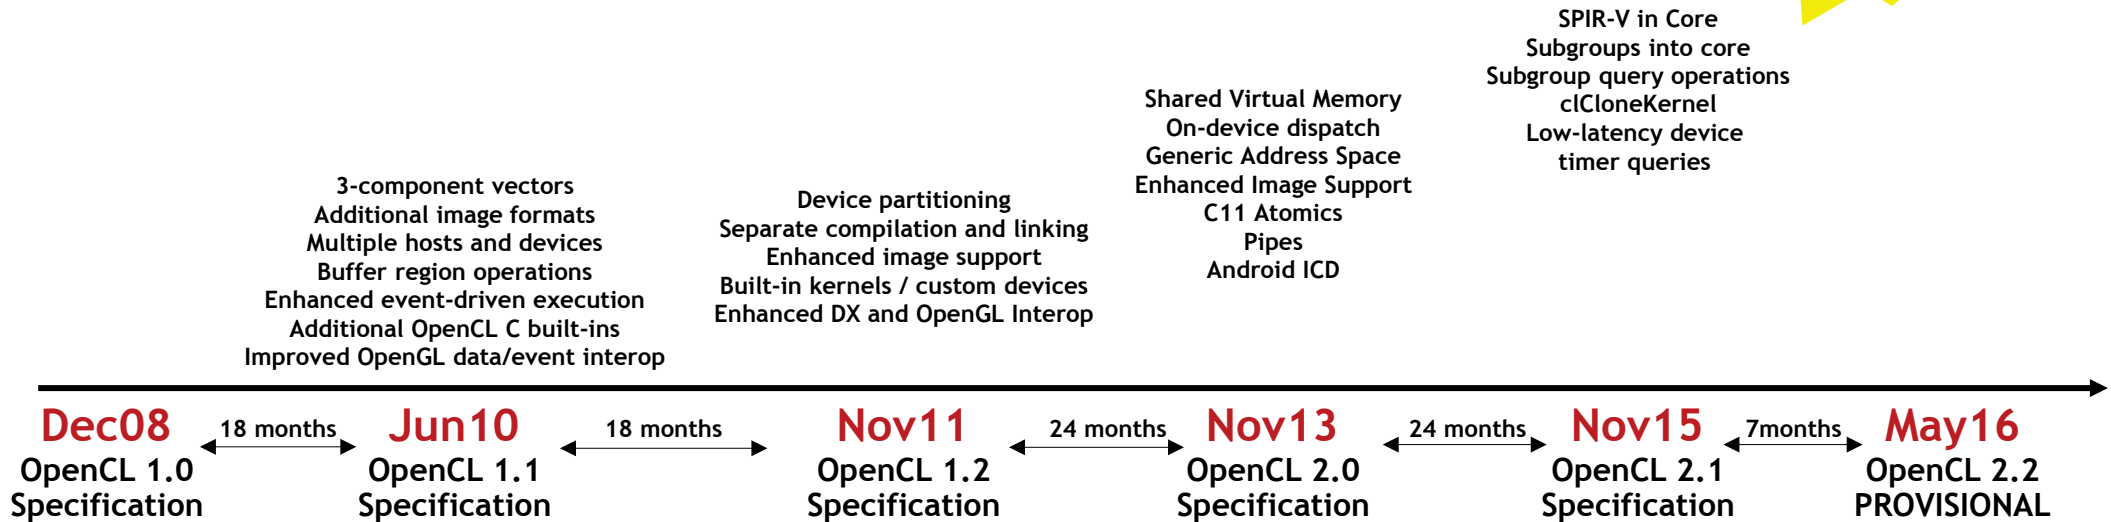 SPIR-V in Core
Subgroups into core
Subgroup query operations
clCloneKernel
Low-latency device
timer queries
Shared Virtual Memory
On-device dispatch
Generic Address Space
Enhanced Image Support
C11 Atomics
Pipes
Android ICD
3-component vectors
Additional image formats
Multiple hosts and devices
Buffer region operations
Enhanced event-driven execution
Additional OpenCL C built-ins
Improved OpenGL data/event interop
Device partitioning
Separate compilation and linking
Enhanced image support
Built-in kernels / custom devices
Enhanced DX and OpenGL Interop
Dec08
OpenCL 1.0
Specification
18 months
Jun10
OpenCL 1.1
Specification
18 months
Nov11
OpenCL 1.2
Specification
24 months
Nov13
OpenCL 2.0
Specification
24 months
Nov15
OpenCL 2.1
Specification
7months
May16
OpenCL 2.2
PROVISIONAL